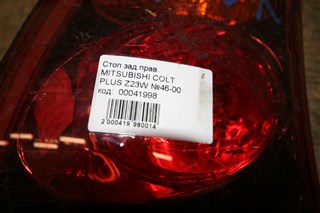 Стоп зад.прав.
MITSUBISHI COLT
PLUS Z23W №46-00
код: 00041998
2 000419 980014